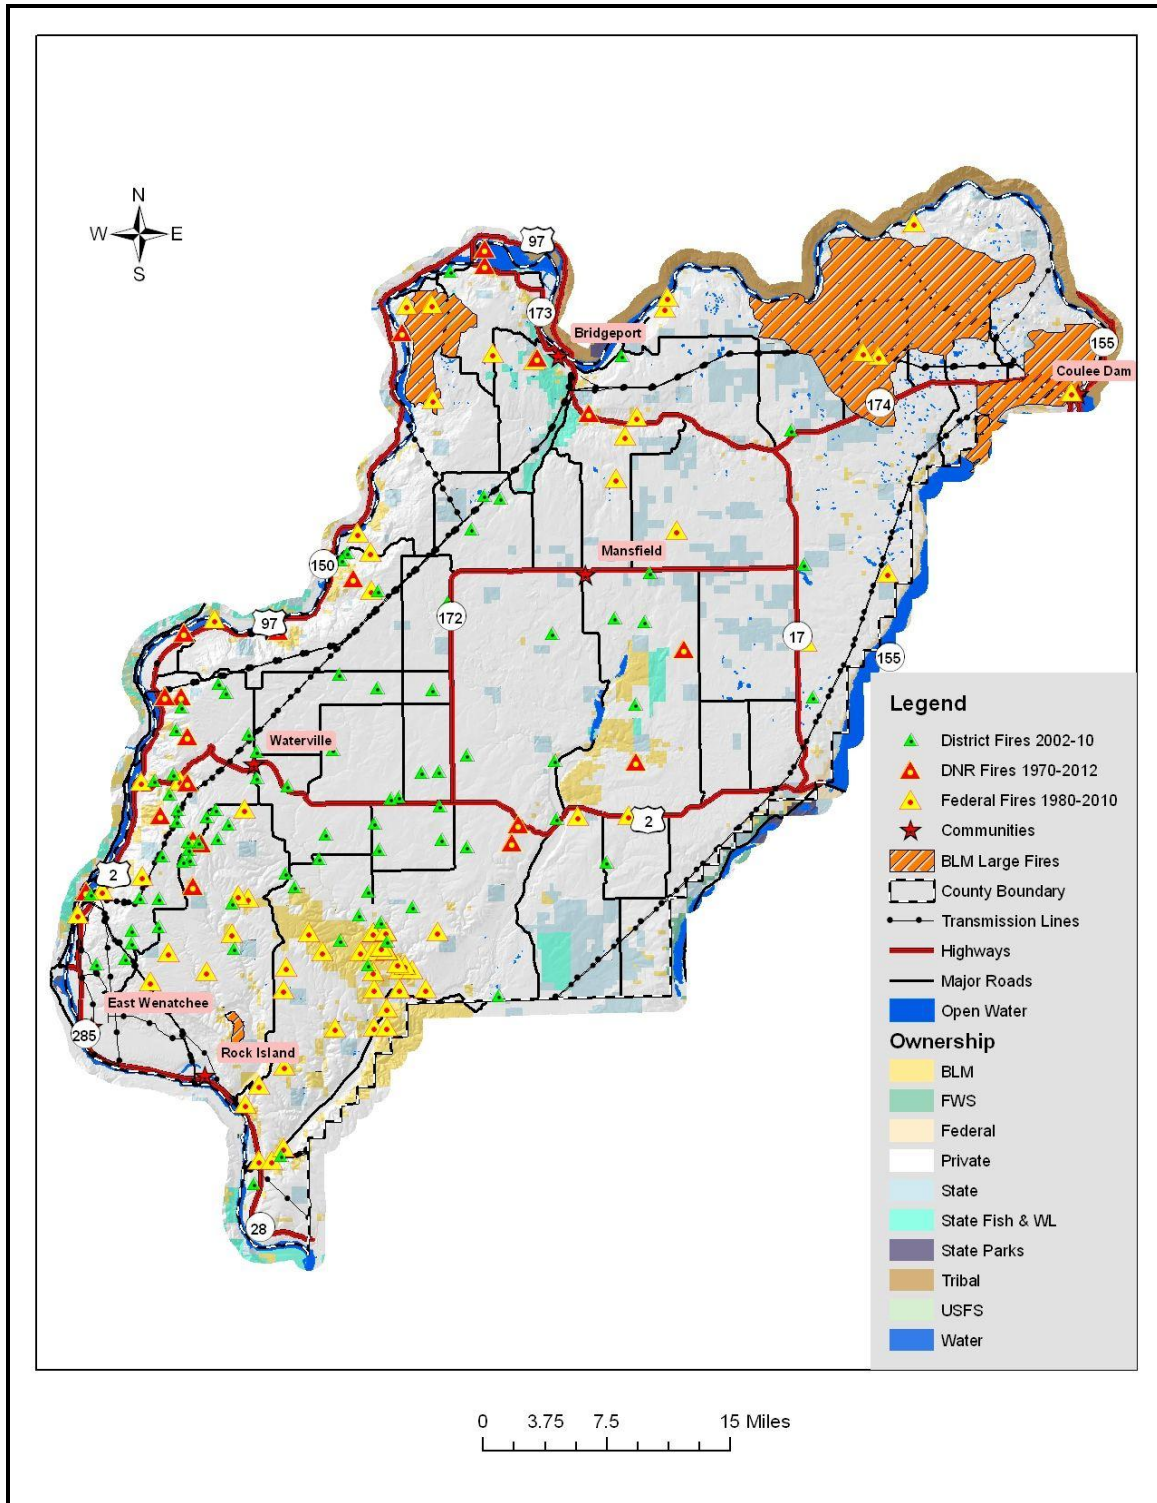 N
W E
S
97
173
Bridgeport
155
Coulee Dam
174
Mansfield
150
97
172
17
155
Waterville
2
2
East Wenatchee
285
Rock Island
28
Legend
District Fires 2002-10
DNR Fires 1970-2012
Federal Fires 1980-2010
Communities
BLM Large Fires
County Boundary
Transmission Lines
Highways
Major Roads
Open Water
Ownership
BLM
FWS
Federal
Private
State
State Fish & WL
State Parks
Tribal
USFS
Water
0 3.75 7.5 15 Miles